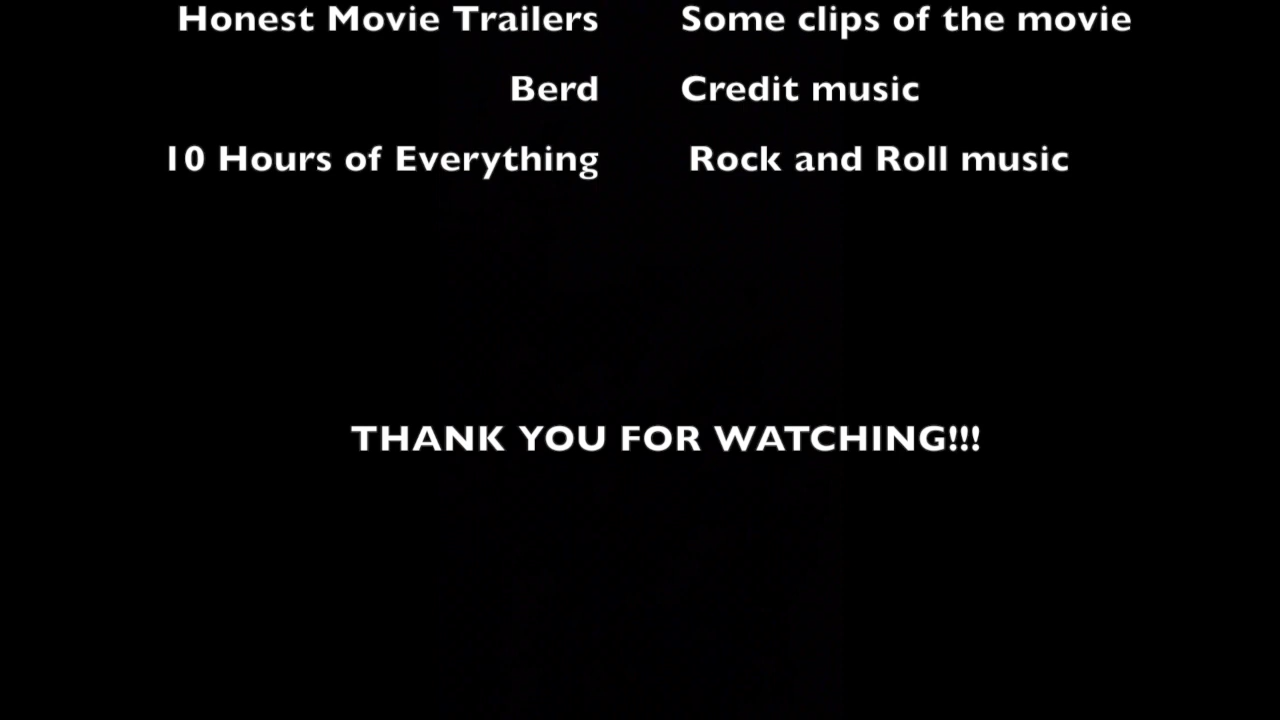 Honest Movie Trailers Some clips of the movie
Berd Credit music
10 Hours of Everything Rock and Roll music
THANK YOU FOR WATCHING!!!